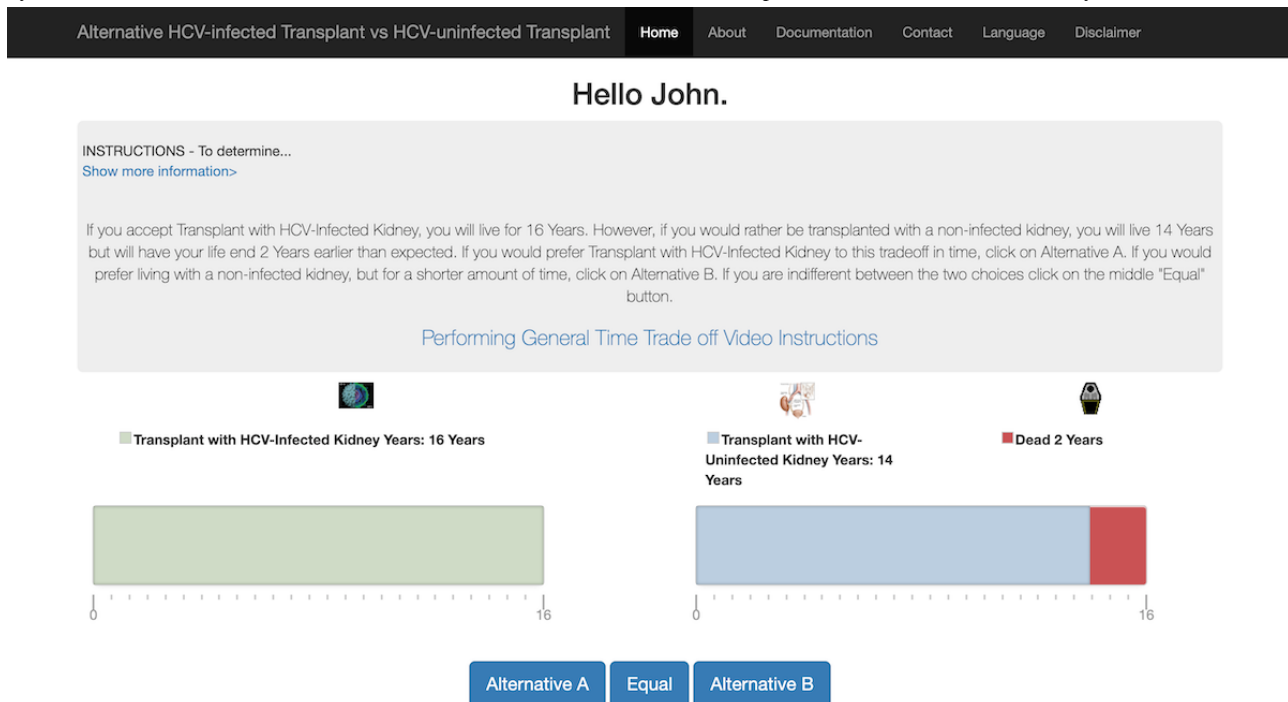 Alternative HCV-infected Transplant vs HCV-uninfected Transplant Home About Documentation Contact Language Disclaimer
Hello John.
INSTRUCTIONS - To determine...
Show more information>
If you accept Transplant with HCV-Infected Kidney, you will live for 16 Years. However, if you would rather be transplanted with a non-infected kidney, you will live 14 Years
but will have your life end 2 Years earlier than expected. If you would prefer Transplant with HCV-Infected Kidney to this tradeoff in time, click on Alternative A. If you would
prefer living with a non-infected kidney, but for a shorter amount of time, click on Alternative B. If you are indifferent between the two choices click on the middle "Equal"
button.
Performing General Time Trade off Video Instructions
Transplant with HCV-Infected Kidney Years: 16 Years
Transplant with HCV-
Uninfected Kidney Years: 14
Years
Dead 2 Years
0 16
0 16
Alternative A Equal Alternative B